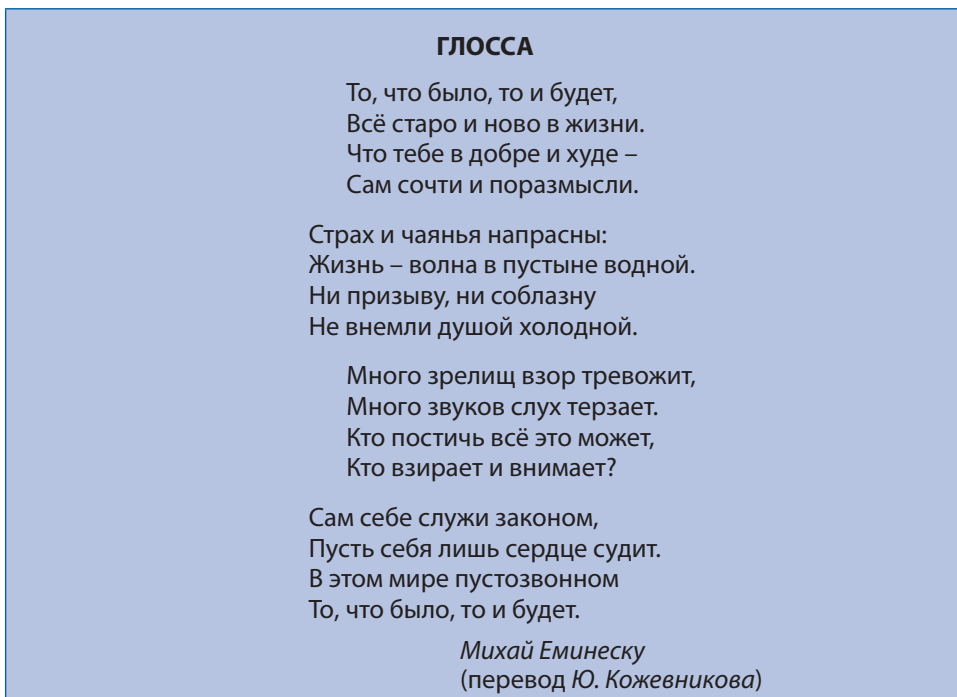 ГЛОССА
То, что было, то и будет,
Всё старо и ново в жизни.
Что тебе в добре и худе –
Сам сочти и поразмысли.
Страх и чаянья напрасны:
Жизнь – волна в пустыне водной.
Ни призыву, ни соблазну
Не внемли душой холодной.
Много зрелищ взор тревожит,
Много звуков слух терзает.
Кто постичь всё это может,
Кто взирает и внимает?
Сам себе служи законом,
Пусть себя лишь сердце судит.
В этом мире пустозвонном
То, что было, то и будет.
Михай Еминеску
(перевод Ю. Кожевникова)